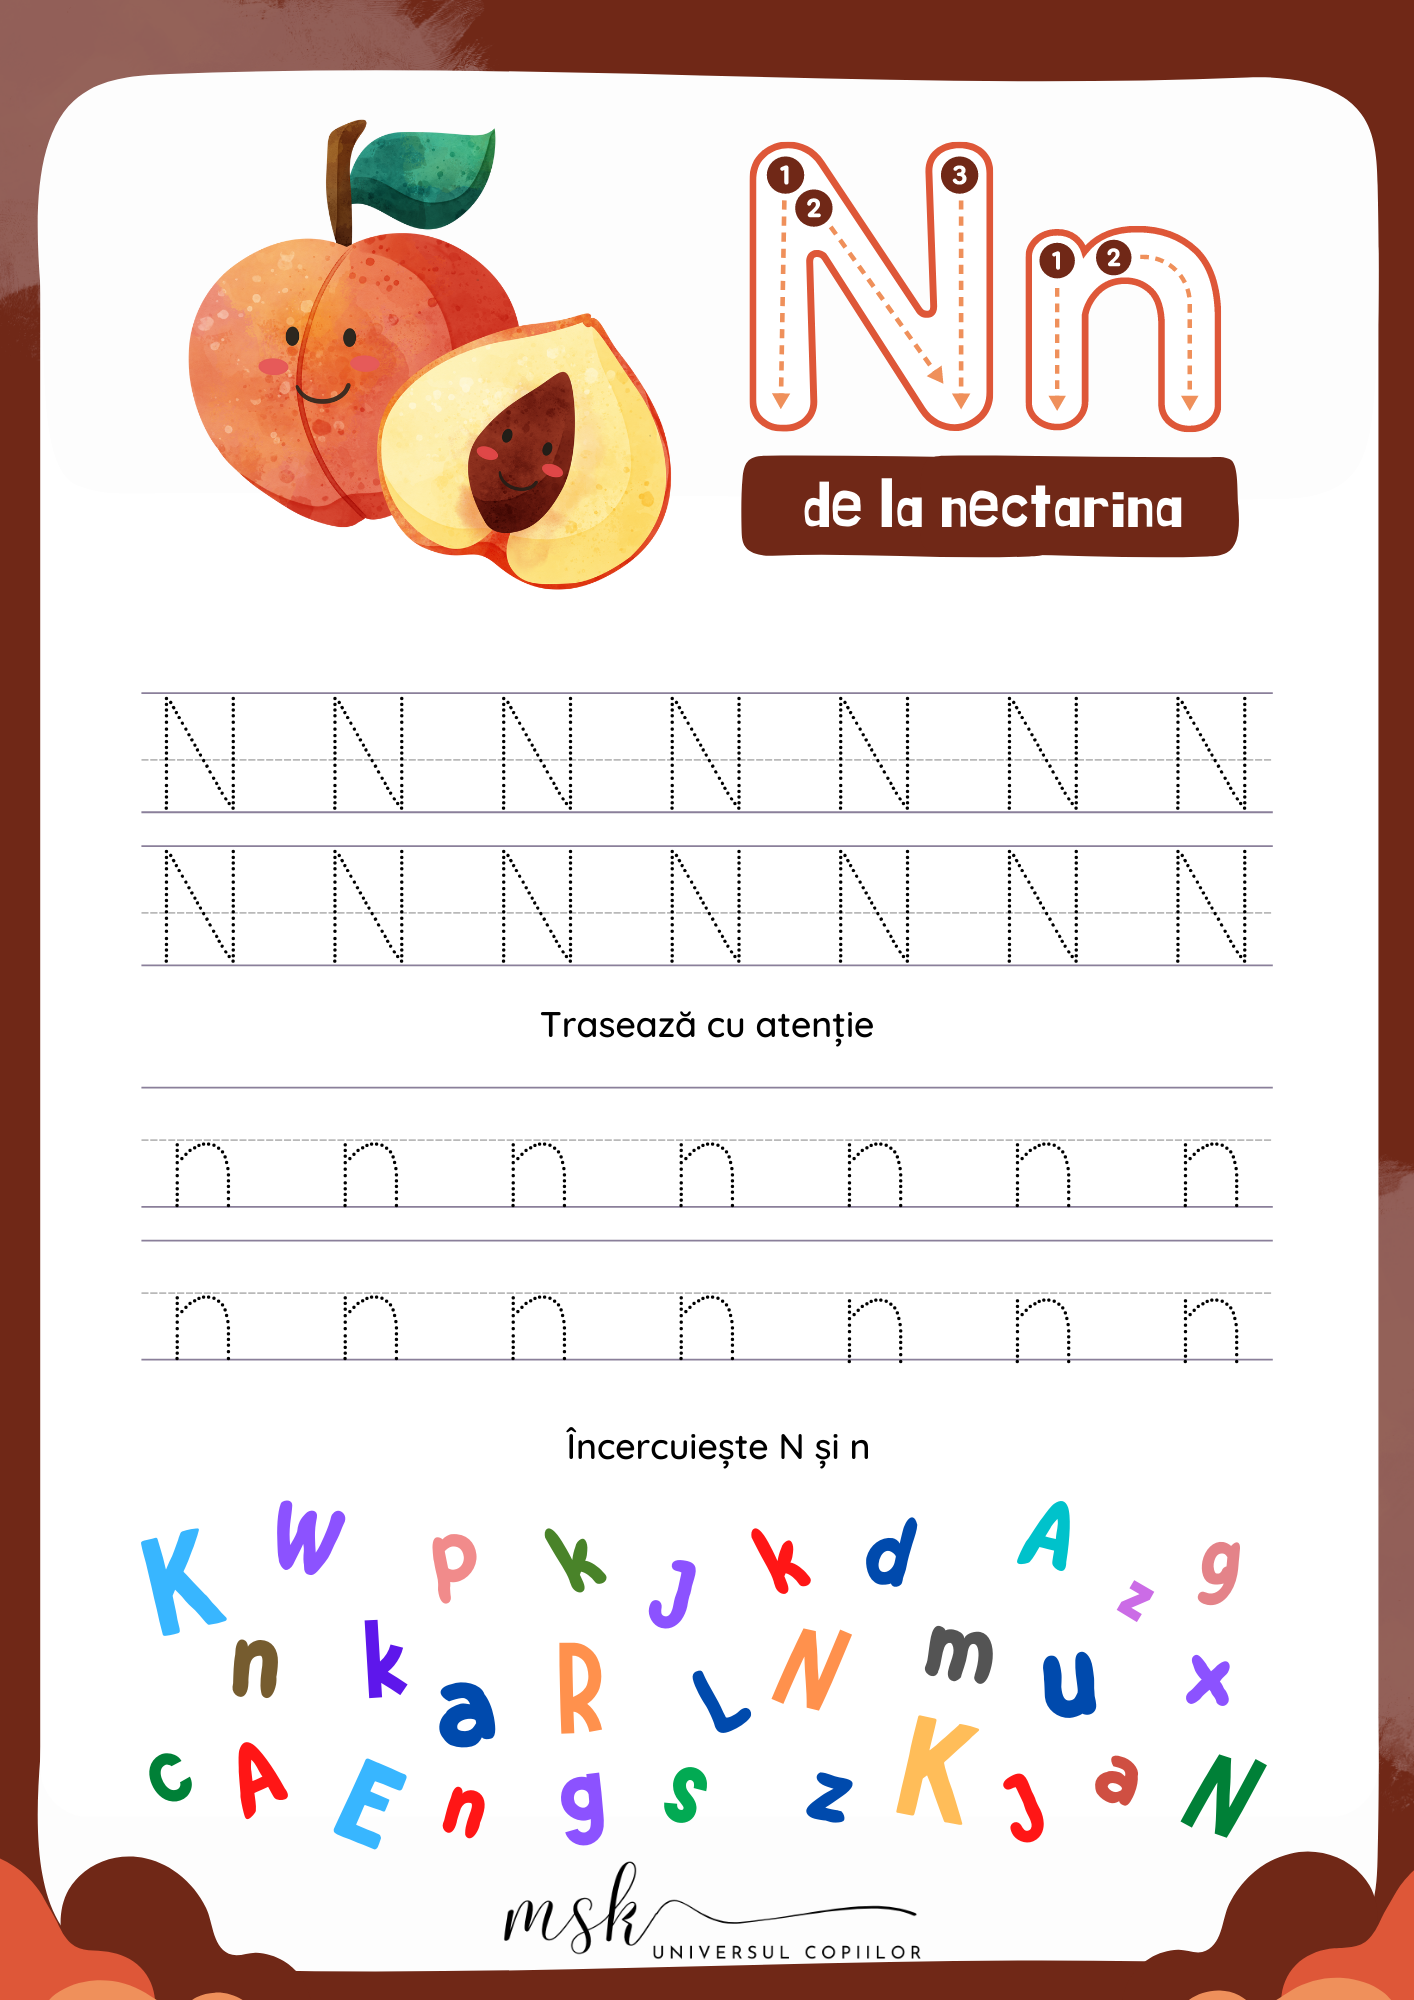 1 2 3 1 2
Nn
de la nectarina
N N N N N N N
N N N N N N N
Trasează cu atenție
n n n n n n n
n n n n n n n
Încercuiește N și n
K W p k J k d A z g
n k a R L N m u x
c A E n g s z K J a N
msk
UNIVERSUL COPIILOR